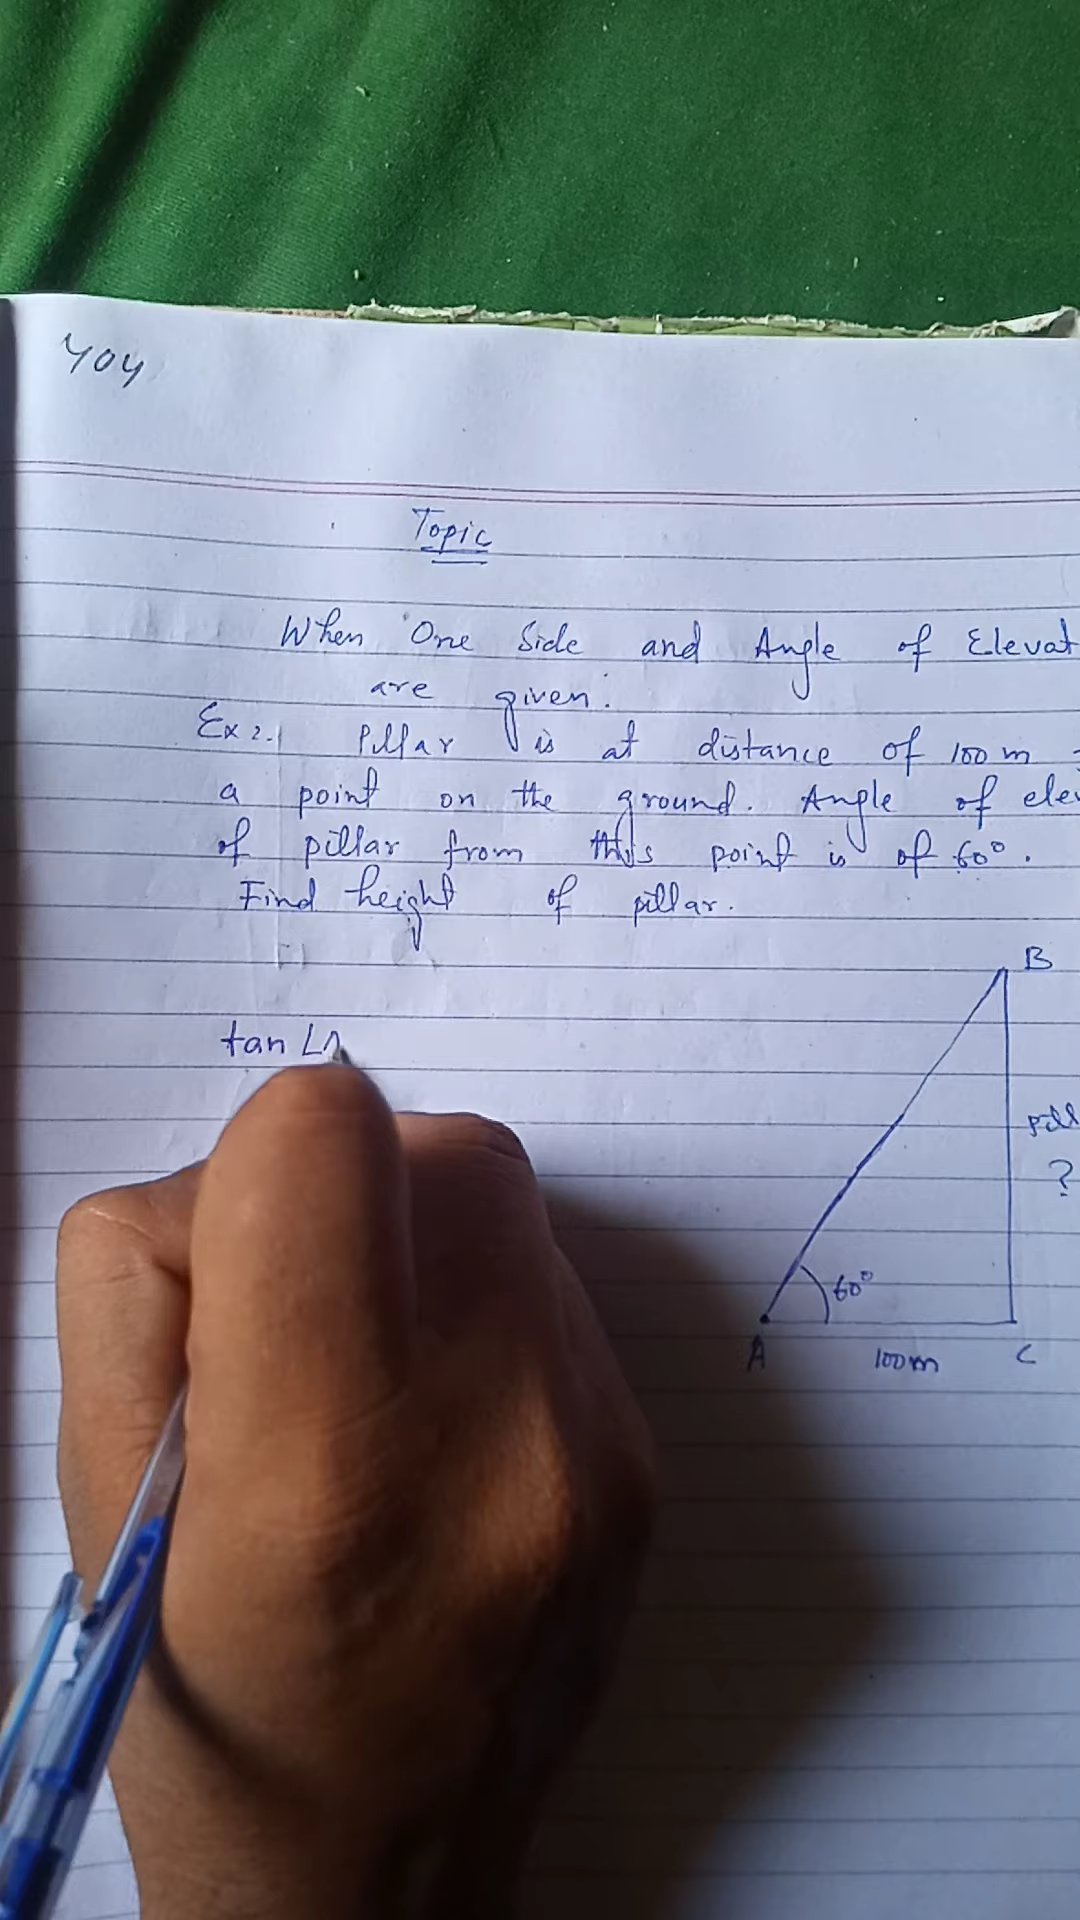 404
Topic
When One Side and Angle of Elevat
are given.
Ex 2. Pillar is at distance of 100 m
a point on the ground. Angle of elev
of pillar from this point is of 60°.
Find height of pillar.
B
tan ∠A
pill
?
60°
A 100m C